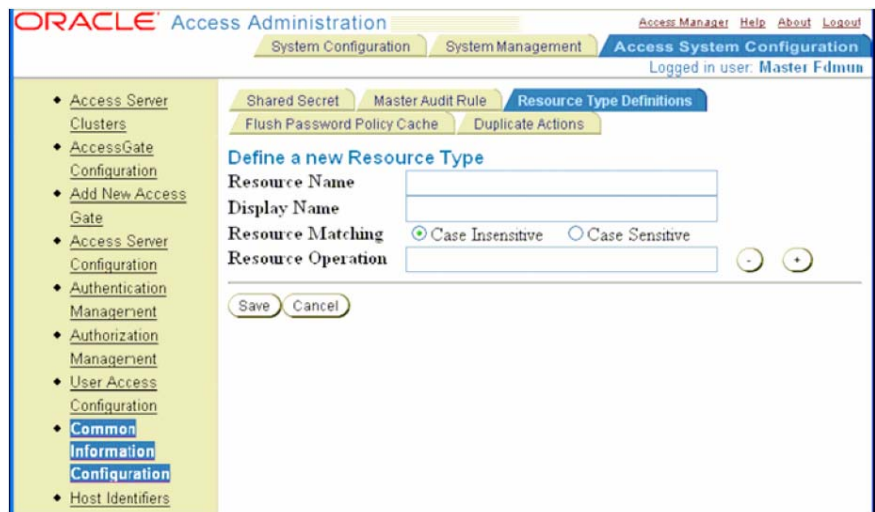 ORACLE Access Administration
Access Manager Help About Logout
System Configuration System Management Access System Configuration
Logged in user: Master Fdmun
Access Server
Clusters
AccessGate
Configuration
Add New Access
Gate
Access Server
Configuration
Authentication
Management
Authorization
Management
User Access
Configuration
Common
Information
Configuration
Host Identifiers
Shared Secret Master Audit Rule Resource Type Definitions
Flush Password Policy Cache Duplicate Actions
Define a new Resource Type
Resource Name
Display Name
Resource Matching Case Insensitive Case Sensitive
Resource Operation - +
Save Cancel